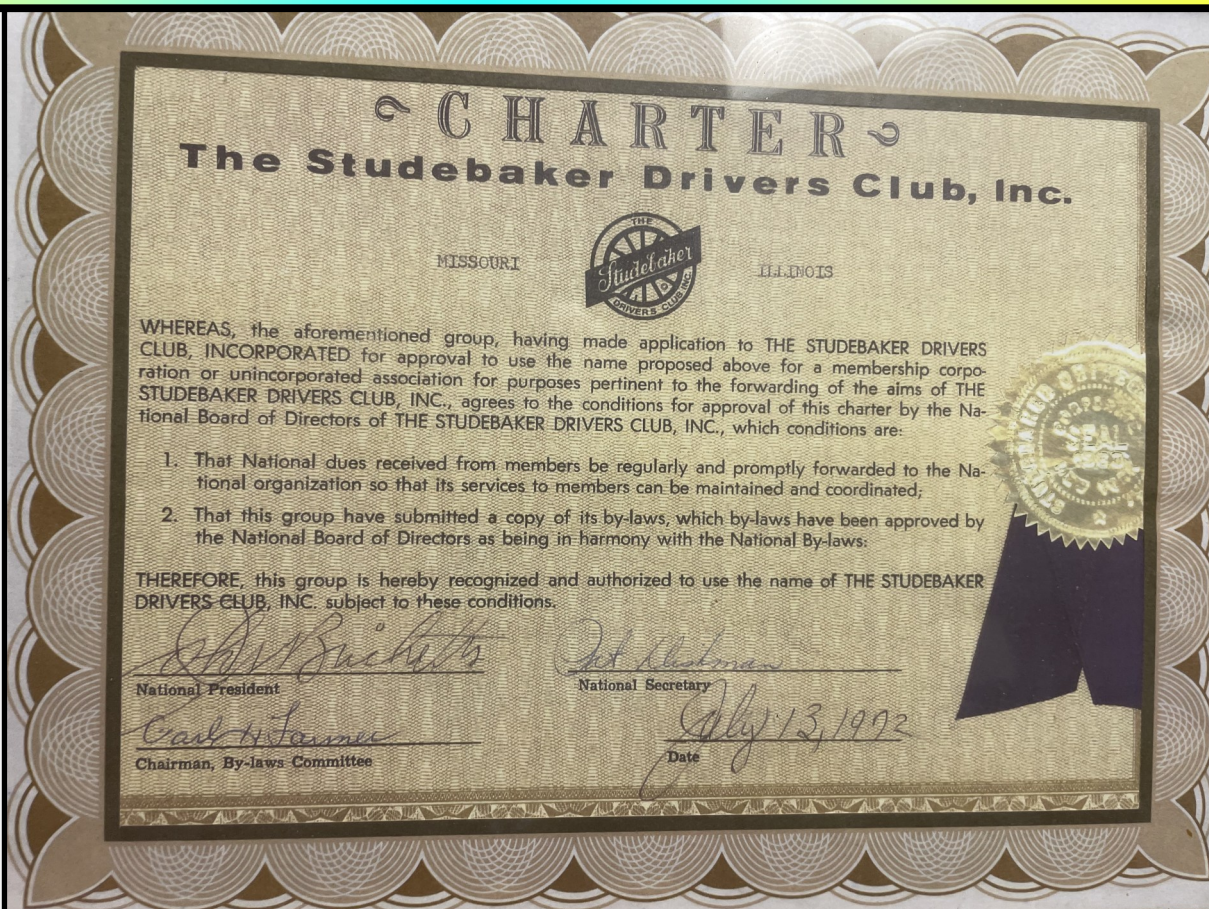 CHARTER
The Studebaker Drivers Club, Inc.
MISSOURI
THE
Studebaker
DRIVERS CLUB INC.
ILLINOIS
WHEREAS, the aforementioned group, having made application to THE STUDEBAKER DRIVERS
CLUB, INCORPORATED for approval to use the name proposed above for a membership corpo-
ration or unincorporated association for purposes pertinent to the forwarding of the aims of THE
STUDEBAKER DRIVERS CLUB, INC., agrees to the conditions for approval of this charter by the Na-
tional Board of Directors of THE STUDEBAKER DRIVERS CLUB, INC., which conditions are:
1. That National dues received from members be regularly and promptly forwarded to the Na-
tional organization so that its services to members can be maintained and coordinated;
2. That this group have submitted a copy of its by-laws, which by-laws have been approved by
the National Board of Directors as being in harmony with the National By-laws:
THEREFORE, this group is hereby recognized and authorized to use the name of THE STUDEBAKER
DRIVERS CLUB, INC. subject to these conditions.
National President
National Secretary
Carl H Farmer
July 13, 1972
Chairman, By-laws Committee
Date